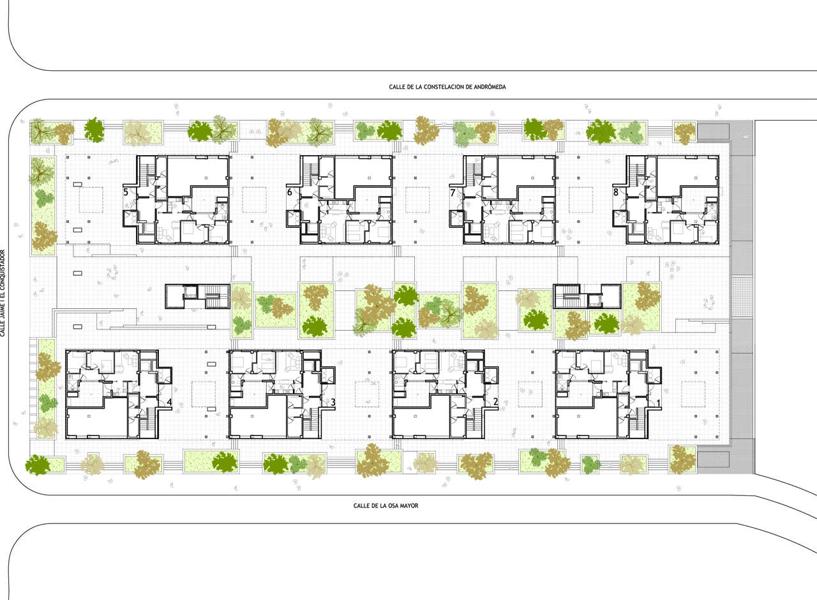 CALLE DE LA CONSTELACION DE ANDRÓMEDA
5
6
7
8
CALLE JAIME I EL CONQUISTADOR
4
3
2
1
CALLE DE LA OSA MAYOR